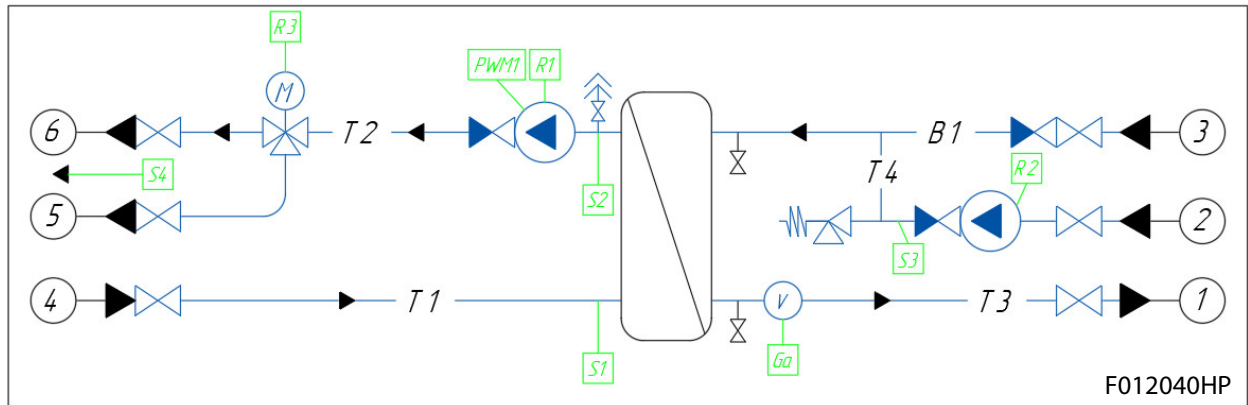 R3
PWM1 R1
M
6 T2 B1 3
R2
S4 T4
S2
5 2
S3
4 T1 V T3 1
S1 Ga
F012040HP